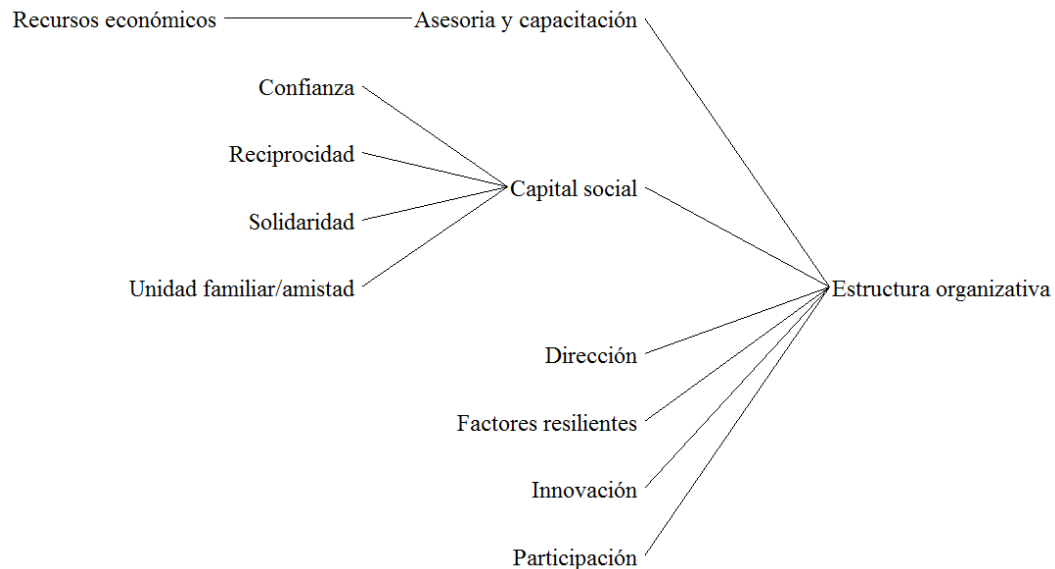 Recursos económicos
Asesoria y capacitación
Confianza
Reciprocidad
Capital social
Solidaridad
Unidad familiar/amistad
Estructura organizativa
Dirección
Factores resilientes
Innovación
Participación